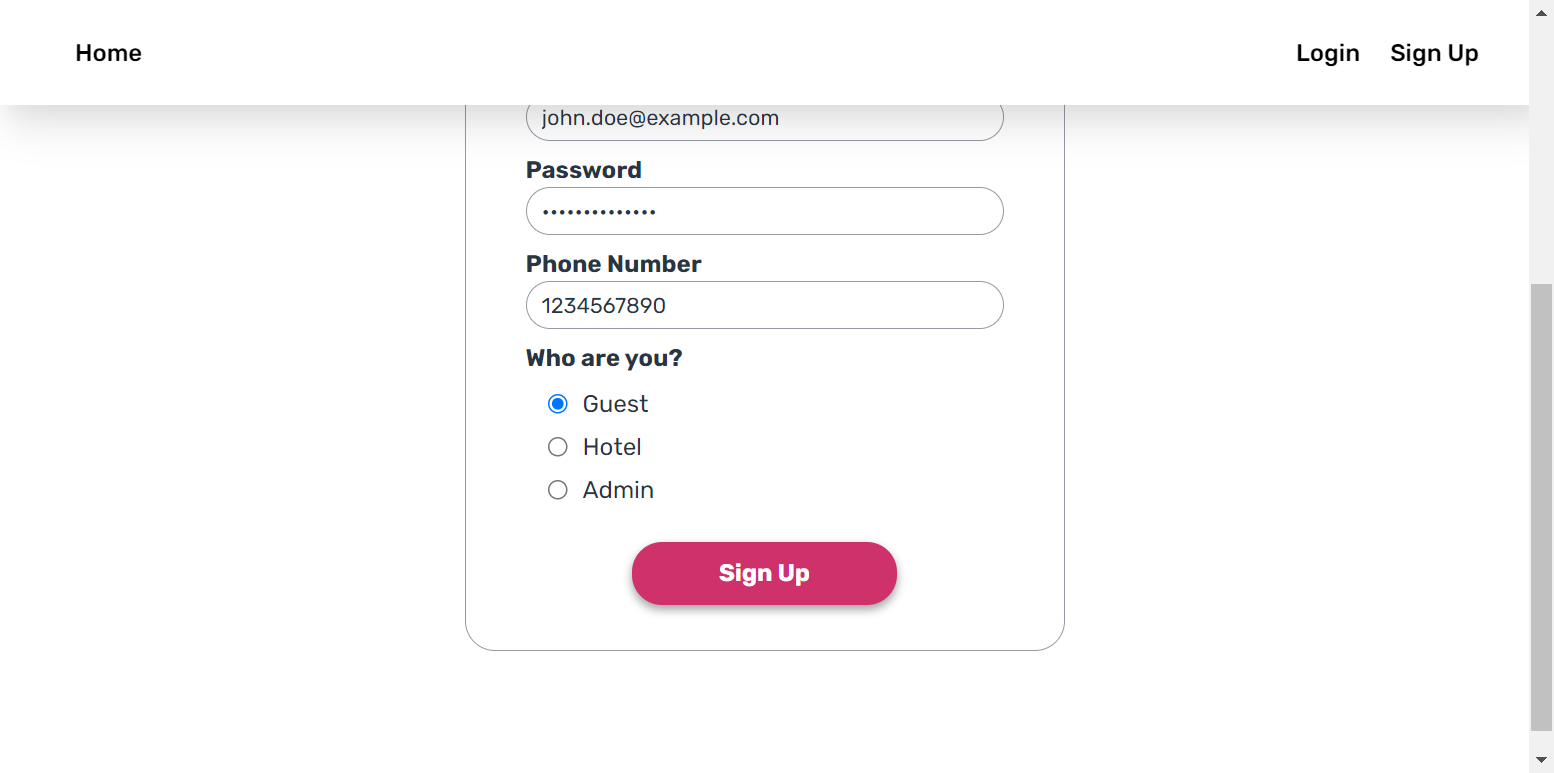 Home
Login
Sign Up
john.doe@example.com
Password
••••••••••••••
Phone Number
1234567890
Who are you?
Guest
Hotel
Admin
Sign Up